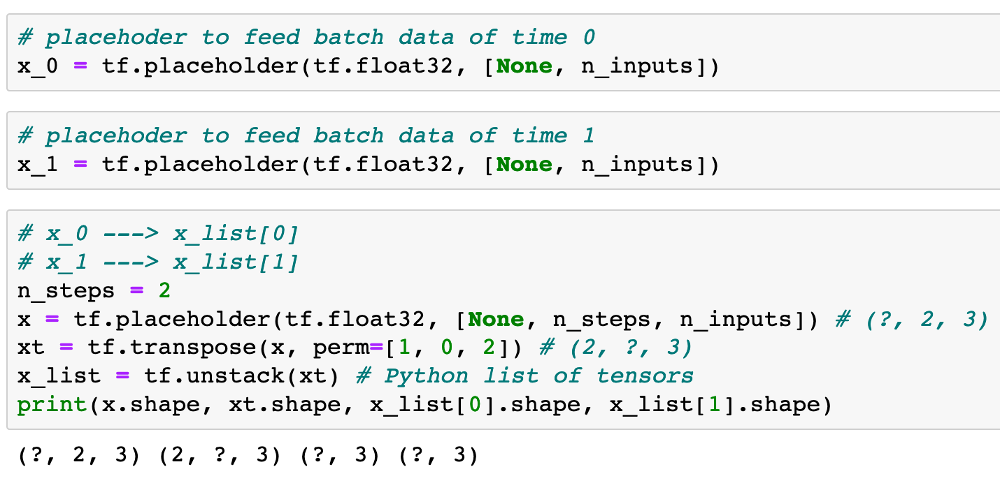 # placehoder to feed batch data of time 0
x_0 = tf.placeholder(tf.float32, [None, n_inputs])
# placehoder to feed batch data of time 1
x_1 = tf.placeholder(tf.float32, [None, n_inputs])
# x_0 ---> x_list[0]
# x_1 ---> x_list[1]
n_steps = 2
x = tf.placeholder(tf.float32, [None, n_steps, n_inputs]) # (?, 2, 3)
xt = tf.transpose(x, perm=[1, 0, 2]) # (2, ?, 3)
x_list = tf.unstack(xt) # Python list of tensors
print(x.shape, xt.shape, x_list[0].shape, x_list[1].shape)
(?, 2, 3) (2, ?, 3) (?, 3) (?, 3)